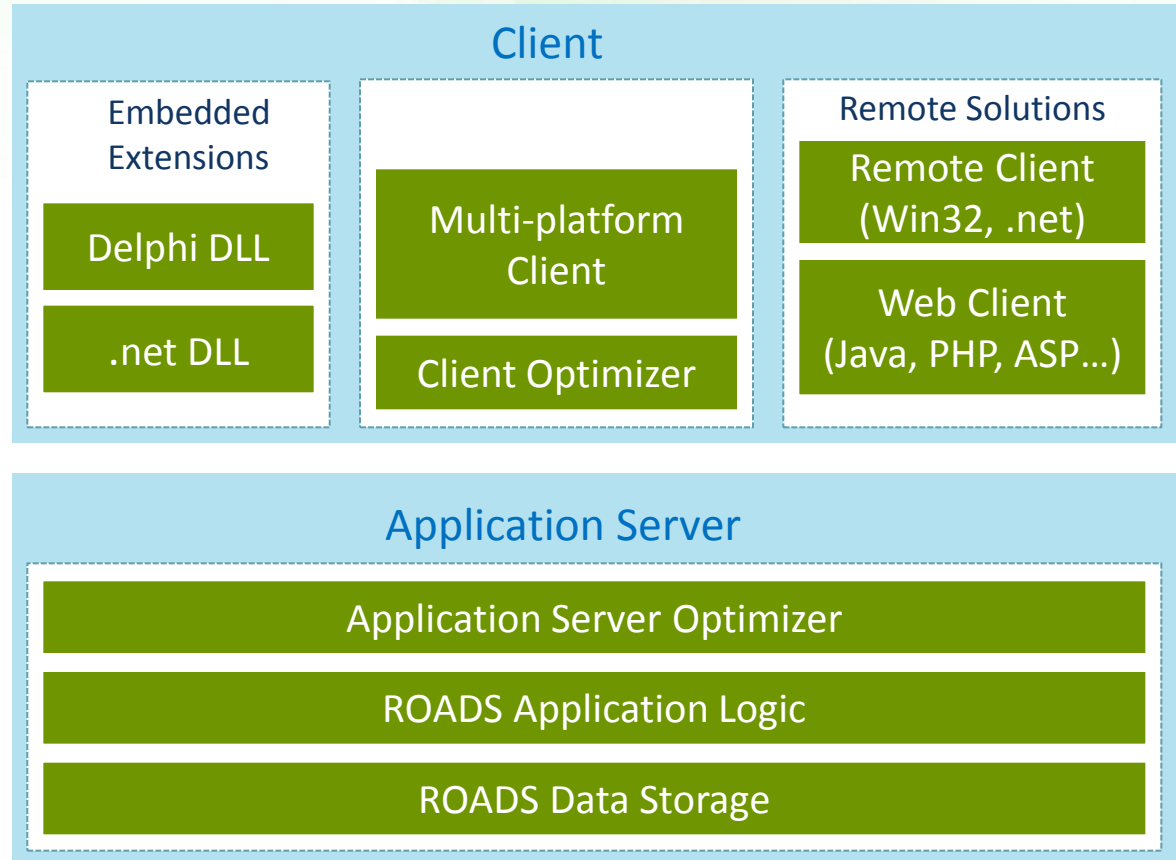 Client
Embedded
Extensions
Delphi DLL
.net DLL
Multi-platform
Client
Client Optimizer
Remote Solutions
Remote Client
(Win32, .net)
Web Client
(Java, PHP, ASP…)
Application Server
Application Server Optimizer
ROADS Application Logic
ROADS Data Storage